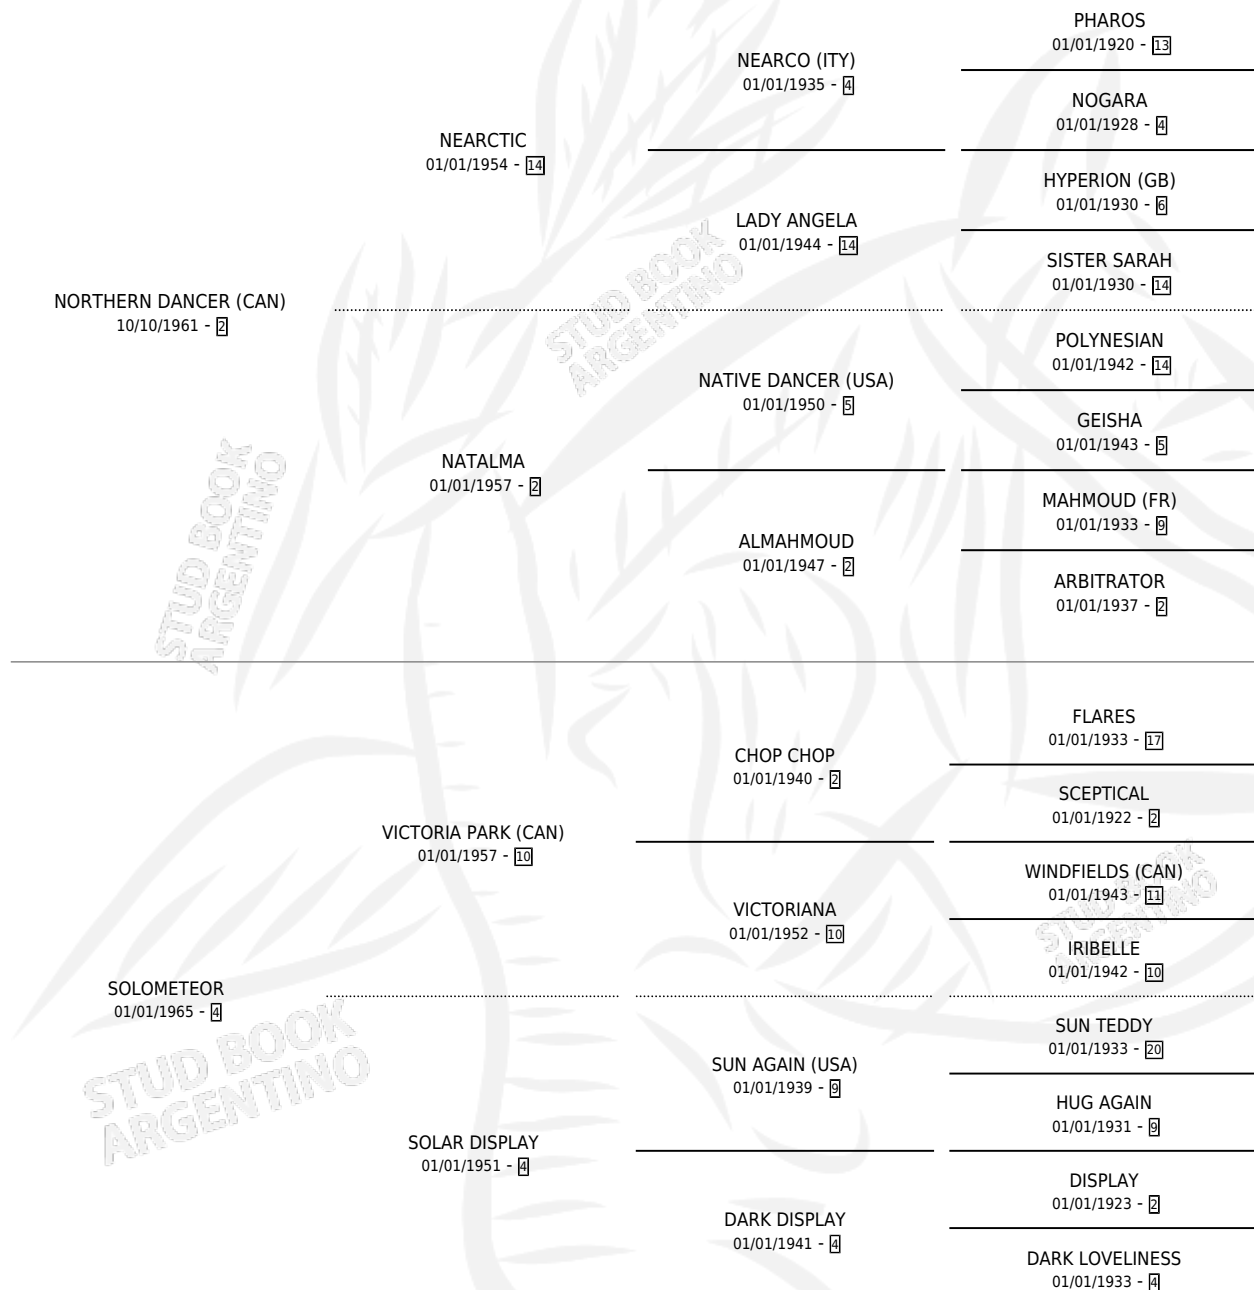 PHAROS
01/01/1920 - 13
NEARCO (ITY)
01/01/1935 - 4
NOGARA
01/01/1928 - 4
NEARCTIC
01/01/1954 - 14
HYPERION (GB)
01/01/1930 - 6
LADY ANGELA
01/01/1944 - 14
SISTER SARAH
01/01/1930 - 14
NORTHERN DANCER (CAN)
10/10/1961 - 2
STUD BOOK
ARGENTINO
POLYNESIAN
01/01/1942 - 14
NATIVE DANCER (USA)
01/01/1950 - 5
GEISHA
01/01/1943 - 5
NATALMA
01/01/1957 - 2
MAHMOUD (FR)
01/01/1933 - 9
ALMAHMOUD
01/01/1947 - 2
ARBITRATOR
01/01/1937 - 2
STUD BOOK
ARGENTINO
FLARES
01/01/1933 - 17
CHOP CHOP
01/01/1940 - 2
SCEPTICAL
01/01/1922 - 2
VICTORIA PARK (CAN)
01/01/1957 - 10
WINDFIELDS (CAN)
01/01/1943 - 11
VICTORIANA
01/01/1952 - 10
STUD BOOK
ARGENTINO
IRIBELLE
01/01/1942 - 10
SOLOMETEOR
01/01/1965 - 4
STUD BOOK
ARGENTINO
SUN TEDDY
01/01/1933 - 20
SUN AGAIN (USA)
01/01/1939 - 9
HUG AGAIN
01/01/1931 - 9
SOLAR DISPLAY
01/01/1951 - 4
DISPLAY
01/01/1923 - 2
DARK DISPLAY
01/01/1941 - 4
DARK LOVELINESS
01/01/1933 - 4